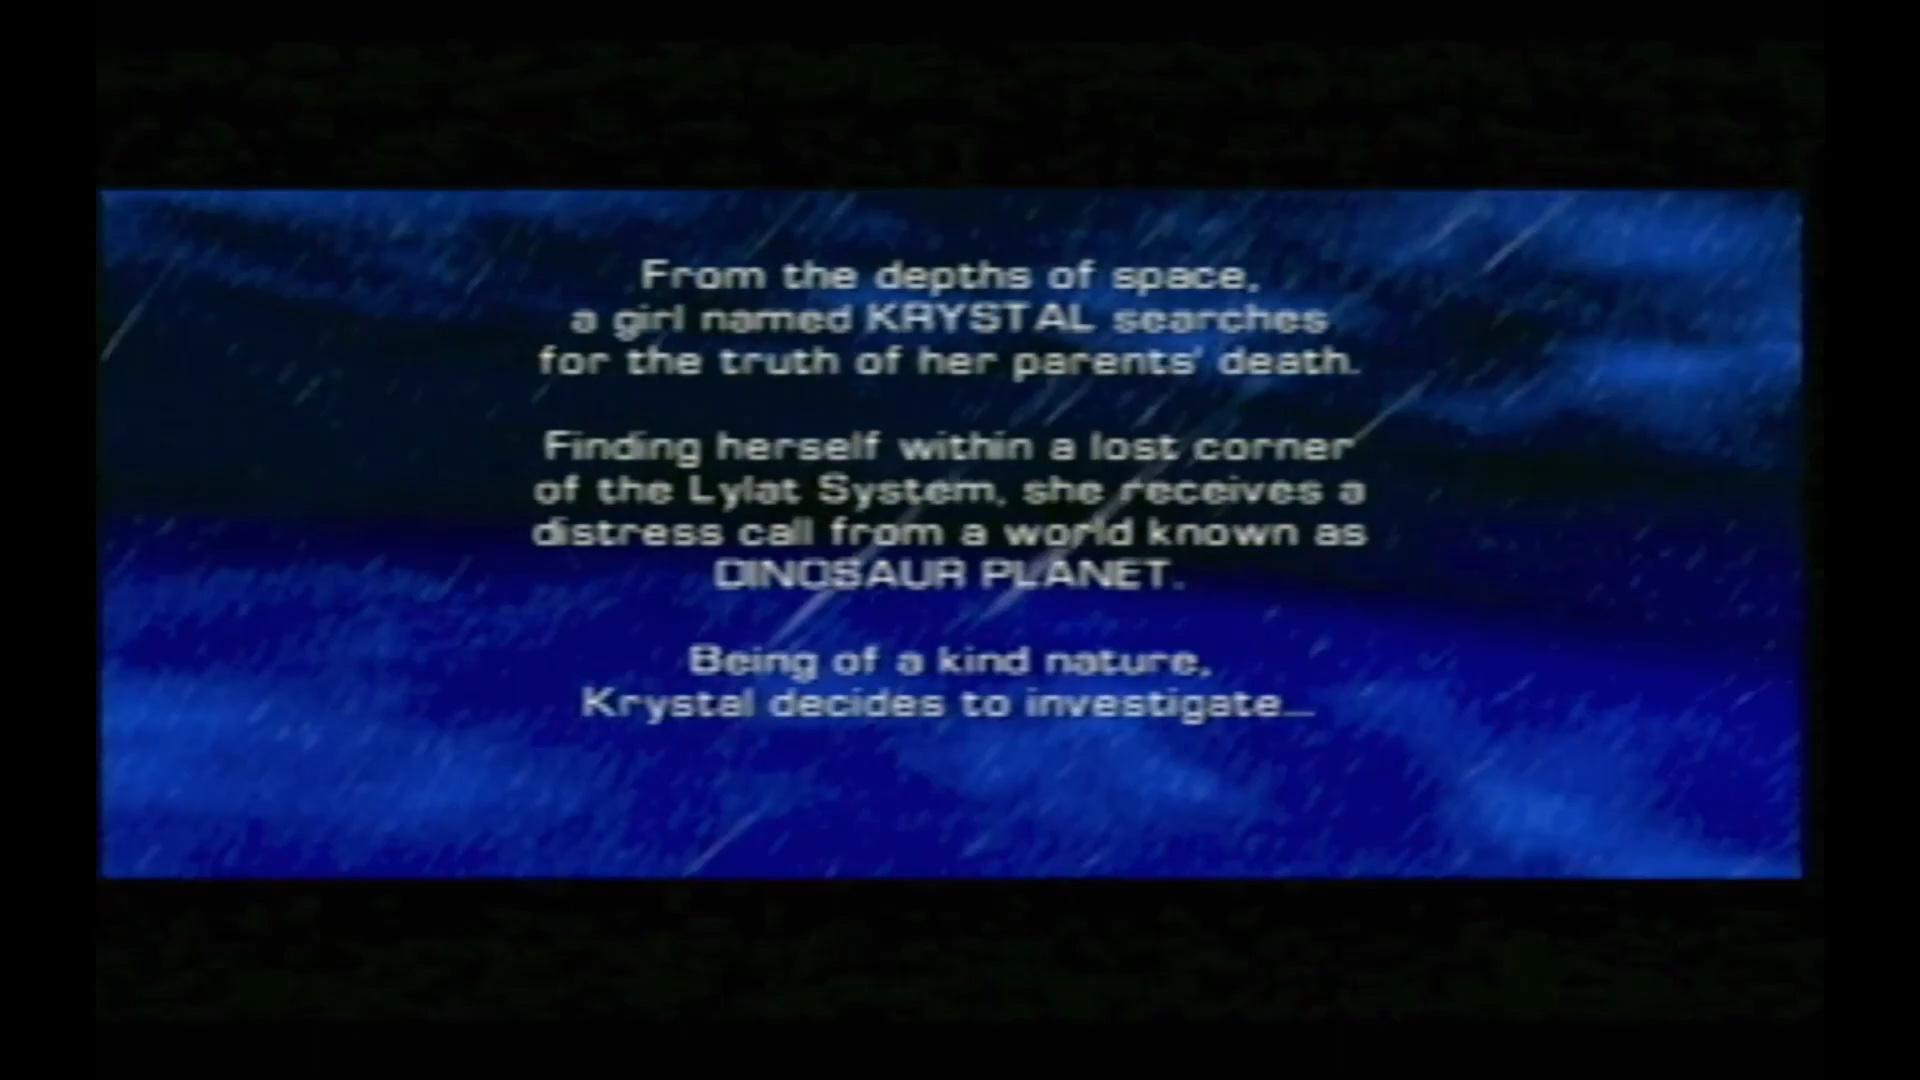 From the depths of space,
a girl named KRYSTAL searches
for the truth of her parents' death.
Finding herself within a lost corner
of the Lylat System, she receives a
distress call from a world known as
DINOSAUR PLANET.
Being of a kind nature,
Krystal decides to investigate...